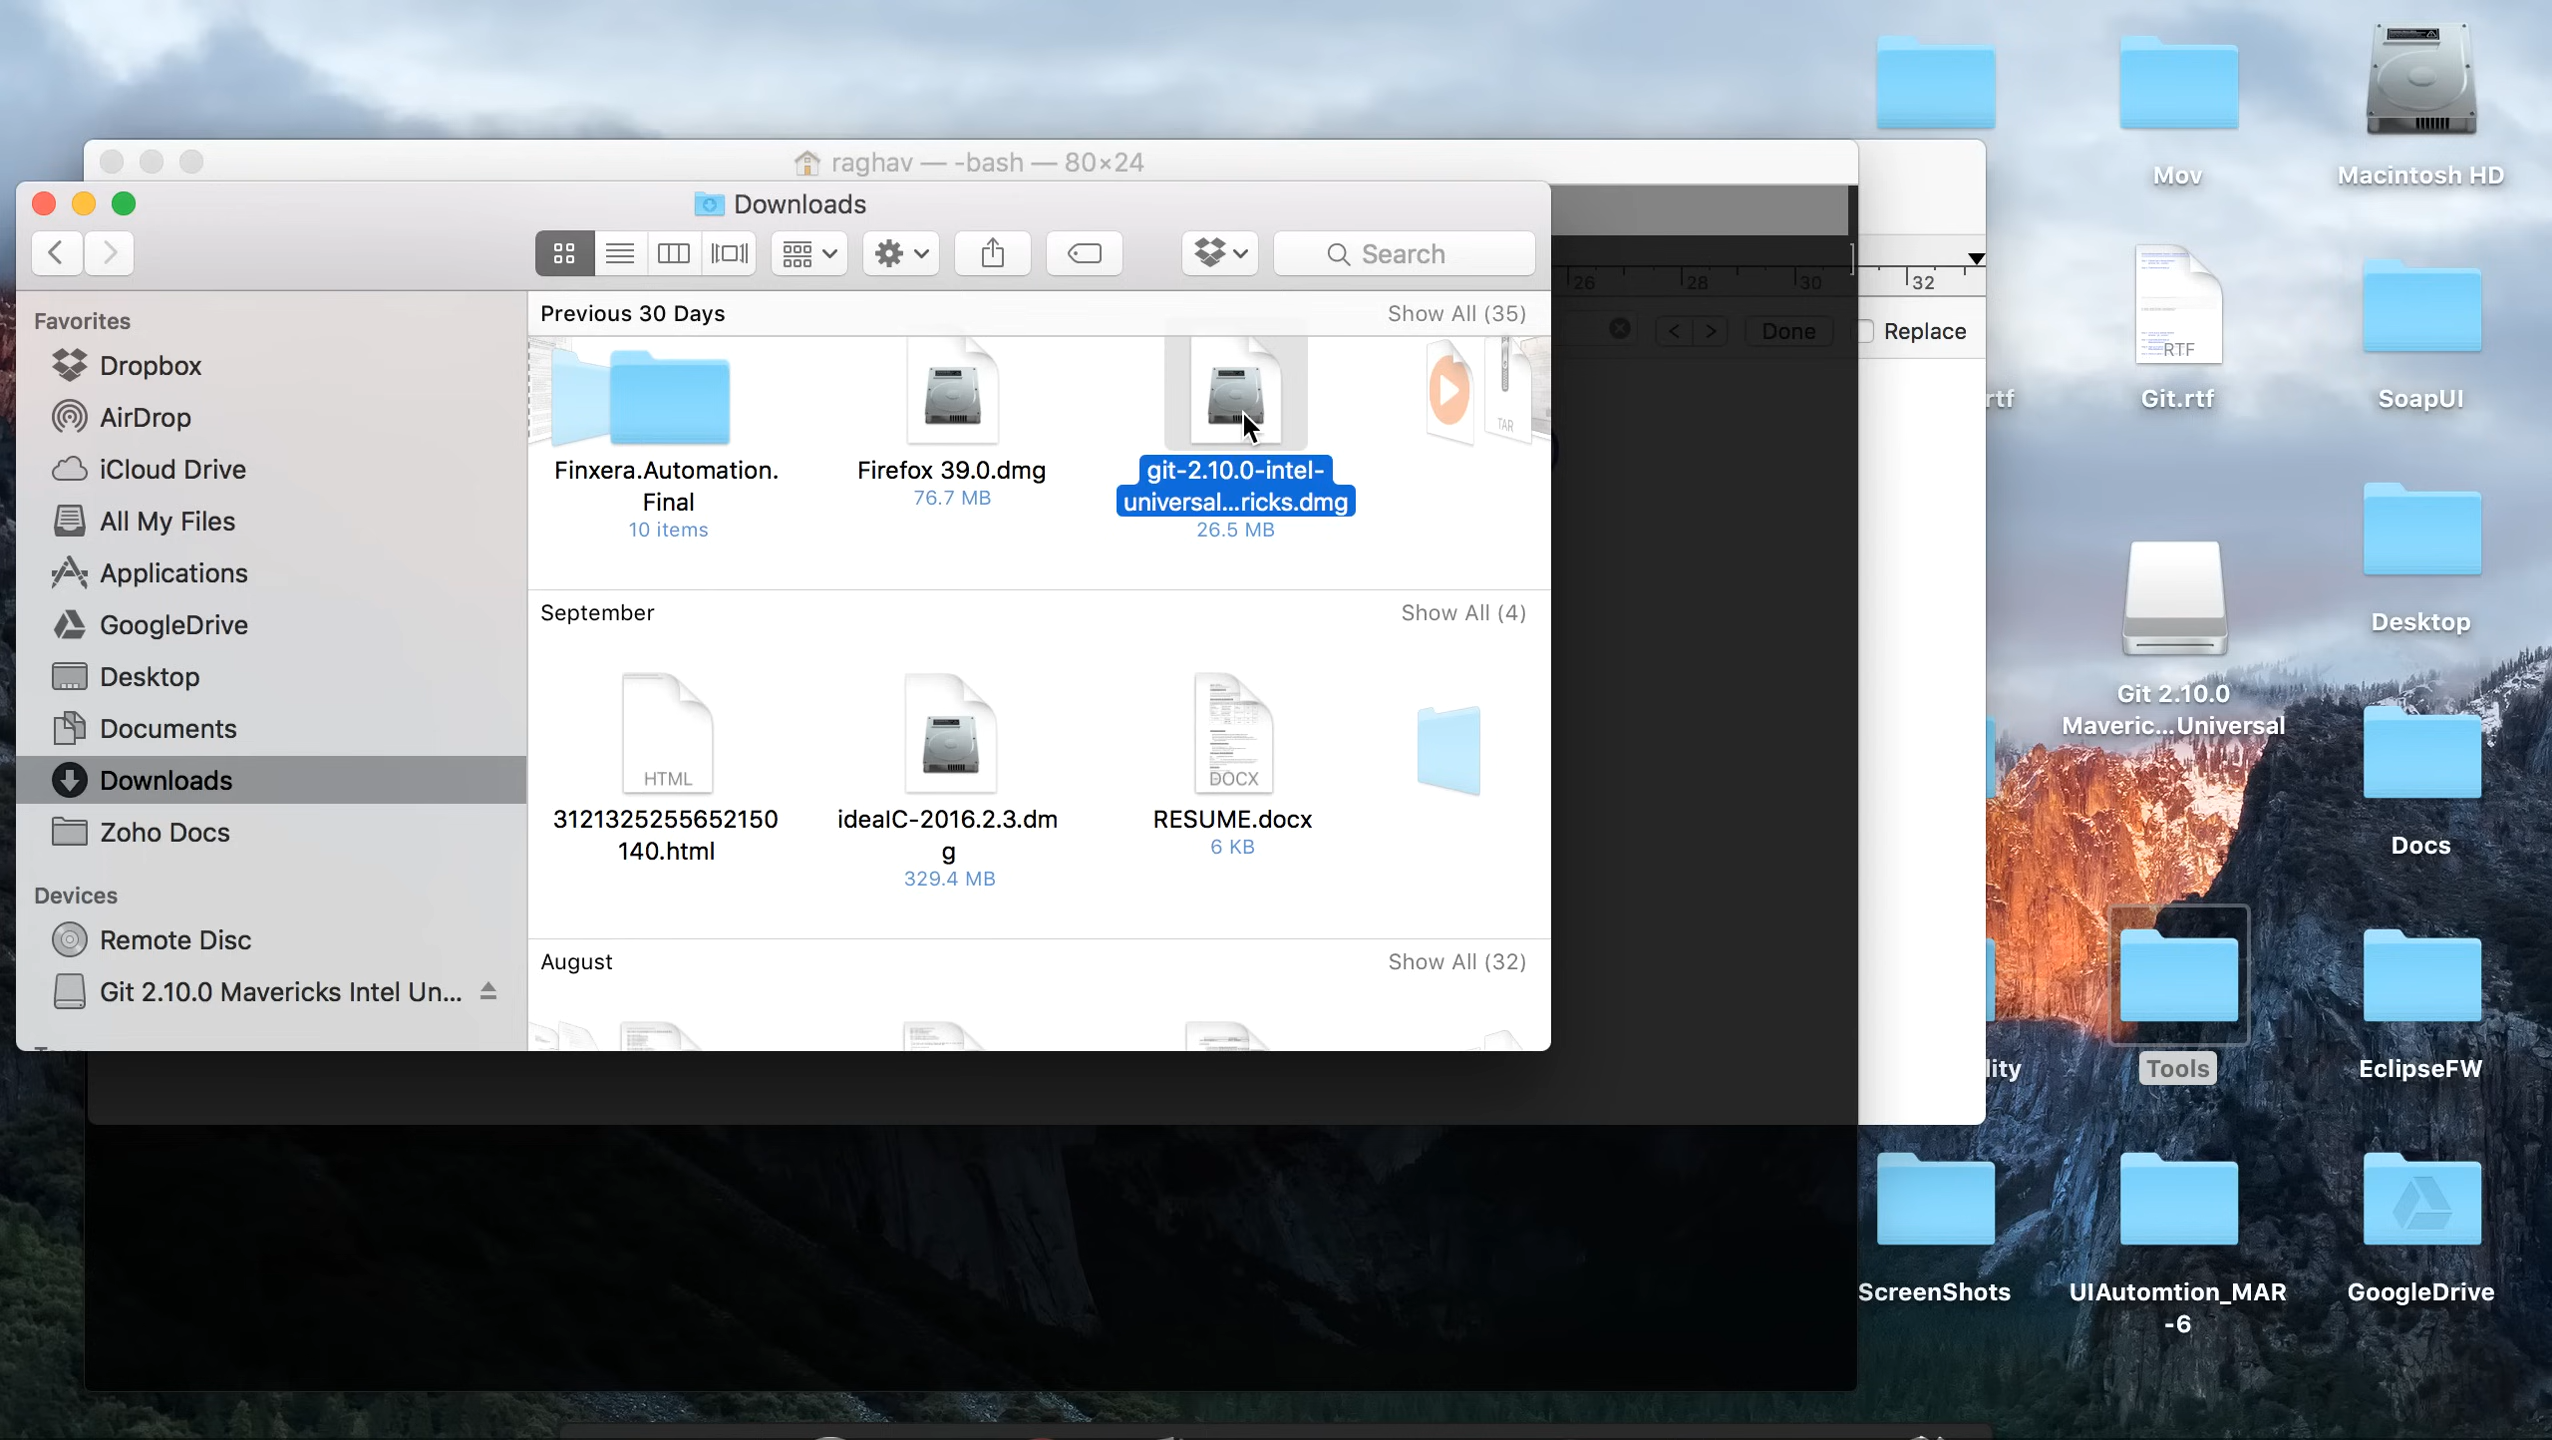 raghav — -bash — 80×24
Downloads
Search
Favorites
Dropbox
AirDrop
iCloud Drive
All My Files
Applications
GoogleDrive
Desktop
Documents
Downloads
Zoho Docs
Devices
Remote Disc
Git 2.10.0 Mavericks Intel Un...
Previous 30 Days
Show All (35)
Finxera.Automation.
Final
10 items
Firefox 39.0.dmg
76.7 MB
git-2.10.0-intel-
universal...ricks.dmg
26.5 MB
TAR
September
Show All (4)
HTML
3121325255652150
140.html
ideaIC-2016.2.3.dm
g
329.4 MB
DOCX
RESUME.docx
6 KB
August
Show All (32)
26
28
30
32
Done
Replace
Mov
Macintosh HD
rtf
RTF
Git.rtf
SoapUI
Git 2.10.0
Maveric...Universal
Desktop
Docs
lity
Tools
EclipseFW
ScreenShots
UIAutomtion_MAR
-6
GoogleDrive